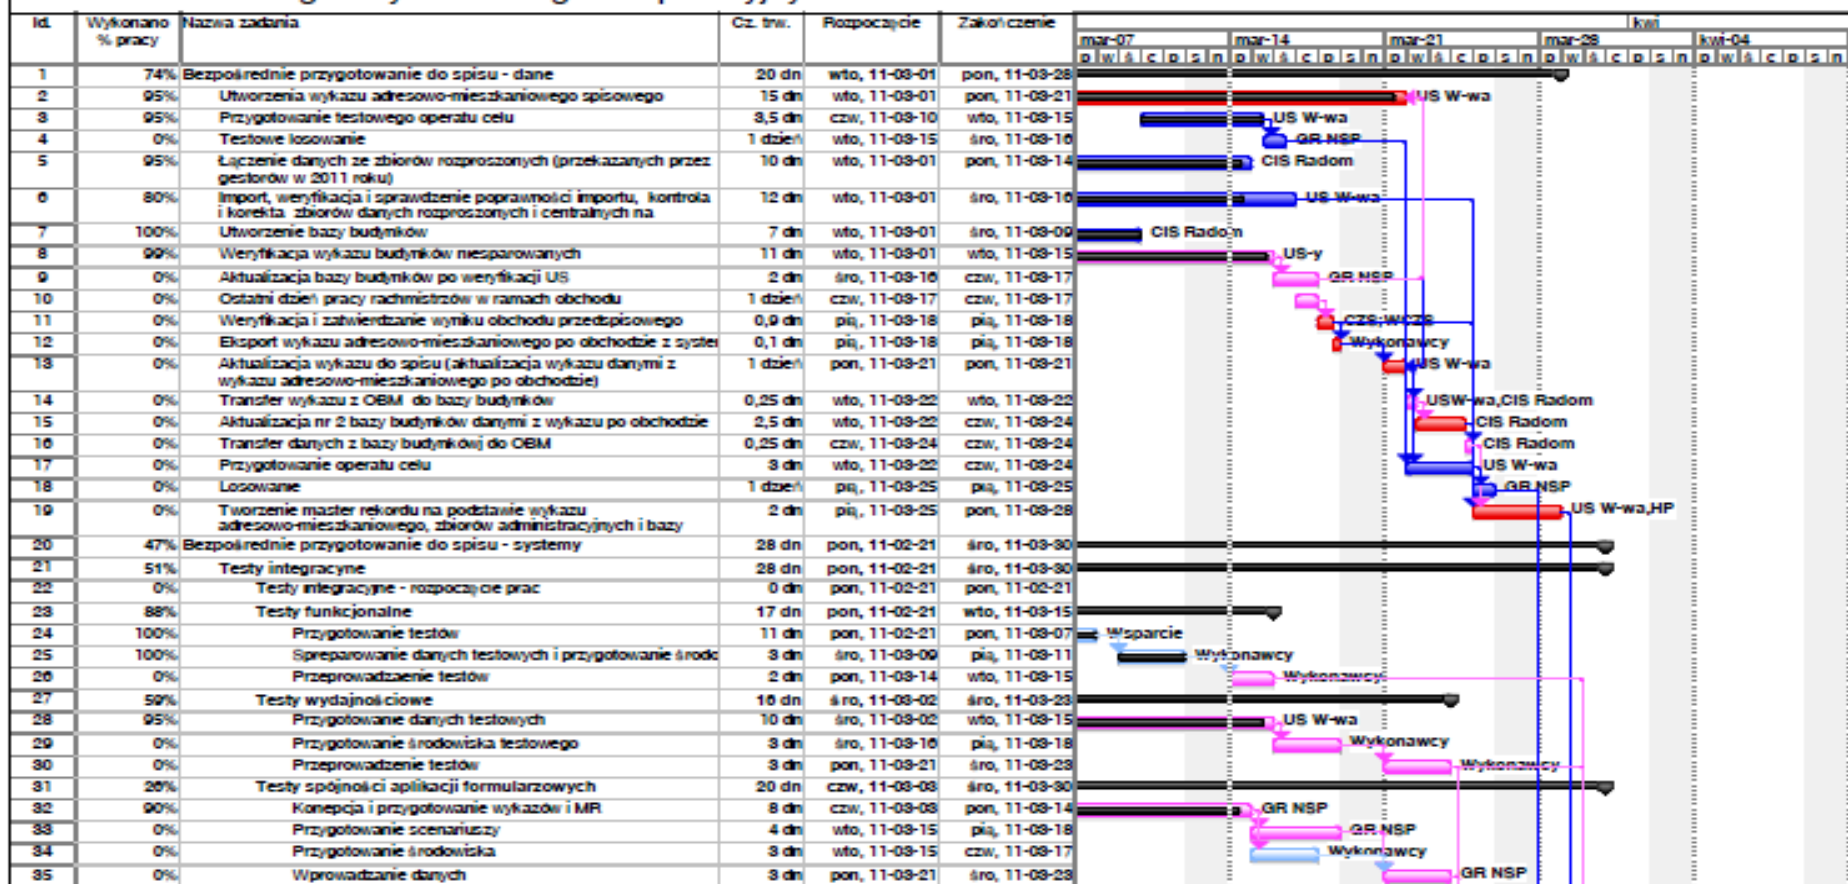 Id. Wykonano Nazwa zadania Cz. trw. Rozpoczęcie Zakończenie kwi
% pracy mar-07 mar-14 mar-21 mar-28 kwi-04
p w ś c p s n p w ś c p s n p w ś c p s n p w ś c p s n p w ś c p s n
1 74% Bezpośrednie przygotowanie do spisu - dane 20 dn wto, 11-03-01 pon, 11-03-28
2 95% Utworzenia wykazu adresowo-mieszkaniowego spisowego 15 dn wto, 11-03-01 pon, 11-03-21 US W-wa
3 95% Przygotowanie testowego operatu celu 3,5 dn czw, 11-03-10 wto, 11-03-15 US W-wa
4 0% Testowe losowanie 1 dzień wto, 11-03-15 śro, 11-03-16 GR NSP
5 95% Łączenie danych ze zbiorów rozproszonych (przekazanych przez 10 dn wto, 11-03-01 pon, 11-03-14 CIS Radom
gestorów w 2011 roku)
6 80% Import, weryfikacja i sprawdzenie poprawności importu, kontrola 12 dn wto, 11-03-01 śro, 11-03-16 US W-wa
i korekta zbiorów danych rozproszonych i centralnych na
7 100% Utworzenie bazy budynków 7 dn wto, 11-03-01 śro, 11-03-09 CIS Radom
8 99% Weryfikacja wykazu budynków niesparowanych 11 dn wto, 11-03-01 wto, 11-03-15 US-y
9 0% Aktualizacja bazy budynków po weryfikacji US 2 dn śro, 11-03-16 czw, 11-03-17 GR NSP
10 0% Ostatni dzień pracy rachmistrzów w ramach obchodu 1 dzień czw, 11-03-17 czw, 11-03-17
11 0% Weryfikacja i zatwierdzanie wyniku obchodu przedspisowego 0,9 dn pią, 11-03-18 pią, 11-03-18 CZS;WCZS
12 0% Eksport wykazu adresowo-mieszkaniowego po obchodzie z syster 0,1 dn pią, 11-03-18 pią, 11-03-18 Wykonawcy
13 0% Aktualizacja wykazu do spisu (aktualizacja wykazu danymi z 1 dzień pon, 11-03-21 pon, 11-03-21 US W-wa
wykazu adresowo-mieszkaniowego po obchodzie)
14 0% Transfer wykazu z OBM do bazy budynków 0,25 dn wto, 11-03-22 wto, 11-03-22 USW-wa,CIS Radom
15 0% Aktualizacja nr 2 bazy budynków danymi z wykazu po obchodzie 2,5 dn wto, 11-03-22 czw, 11-03-24 CIS Radom
16 0% Transfer danych z bazy budynkówj do OBM 0,25 dn czw, 11-03-24 czw, 11-03-24 CIS Radom
17 0% Przygotowanie operatu celu 3 dn wto, 11-03-22 czw, 11-03-24 US W-wa
18 0% Losowanie 1 dzień pią, 11-03-25 pią, 11-03-25 GR NSP
19 0% Tworzenie master rekordu na podstawie wykazu 2 dn pią, 11-03-25 pon, 11-03-28 US W-wa,HP
adresowo-mieszkaniowego, zbiorów administracyjnych i bazy
20 47% Bezpośrednie przygotowanie do spisu - systemy 28 dn pon, 11-02-21 śro, 11-03-30
21 51% Testy integracyjne 28 dn pon, 11-02-21 śro, 11-03-30
22 0% Testy integracyjne - rozpoczęcie prac 0 dn pon, 11-02-21 pon, 11-02-21
23 88% Testy funkcjonalne 17 dn pon, 11-02-21 wto, 11-03-15
24 100% Przygotowanie testów 11 dn pon, 11-02-21 pon, 11-03-07 Wsparcie
25 100% Spreparowanie danych testowych i przygotowanie środo 3 dn śro, 11-03-09 pią, 11-03-11 Wykonawcy
26 0% Przeprowadzaenie testów 2 dn pon, 11-03-14 wto, 11-03-15 Wykonawcy
27 59% Testy wydajnościowe 16 dn śro, 11-03-02 śro, 11-03-23
28 95% Przygotowanie danych testowych 10 dn śro, 11-03-02 wto, 11-03-15 US W-wa
29 0% Przygotowanie środowiska testowego 3 dn śro, 11-03-16 pią, 11-03-18 Wykonawcy
30 0% Przeprowadzenie testów 3 dn pon, 11-03-21 śro, 11-03-23 Wykonawcy
31 26% Testy spójności aplikacji formularzowych 20 dn czw, 11-03-03 śro, 11-03-30
32 90% Konepcja i przygotowanie wykazów i MR 8 dn czw, 11-03-03 pon, 11-03-14 GR NSP
33 0% Przygotowanie scenariuszy 4 dn wto, 11-03-15 pią, 11-03-18 GR NSP
34 0% Przygotowanie środowiska 3 dn wto, 11-03-15 czw, 11-03-17 Wykonawcy
35 0% Wprowadzanie danych 3 dn pon, 11-03-21 śro, 11-03-23 GR NSP